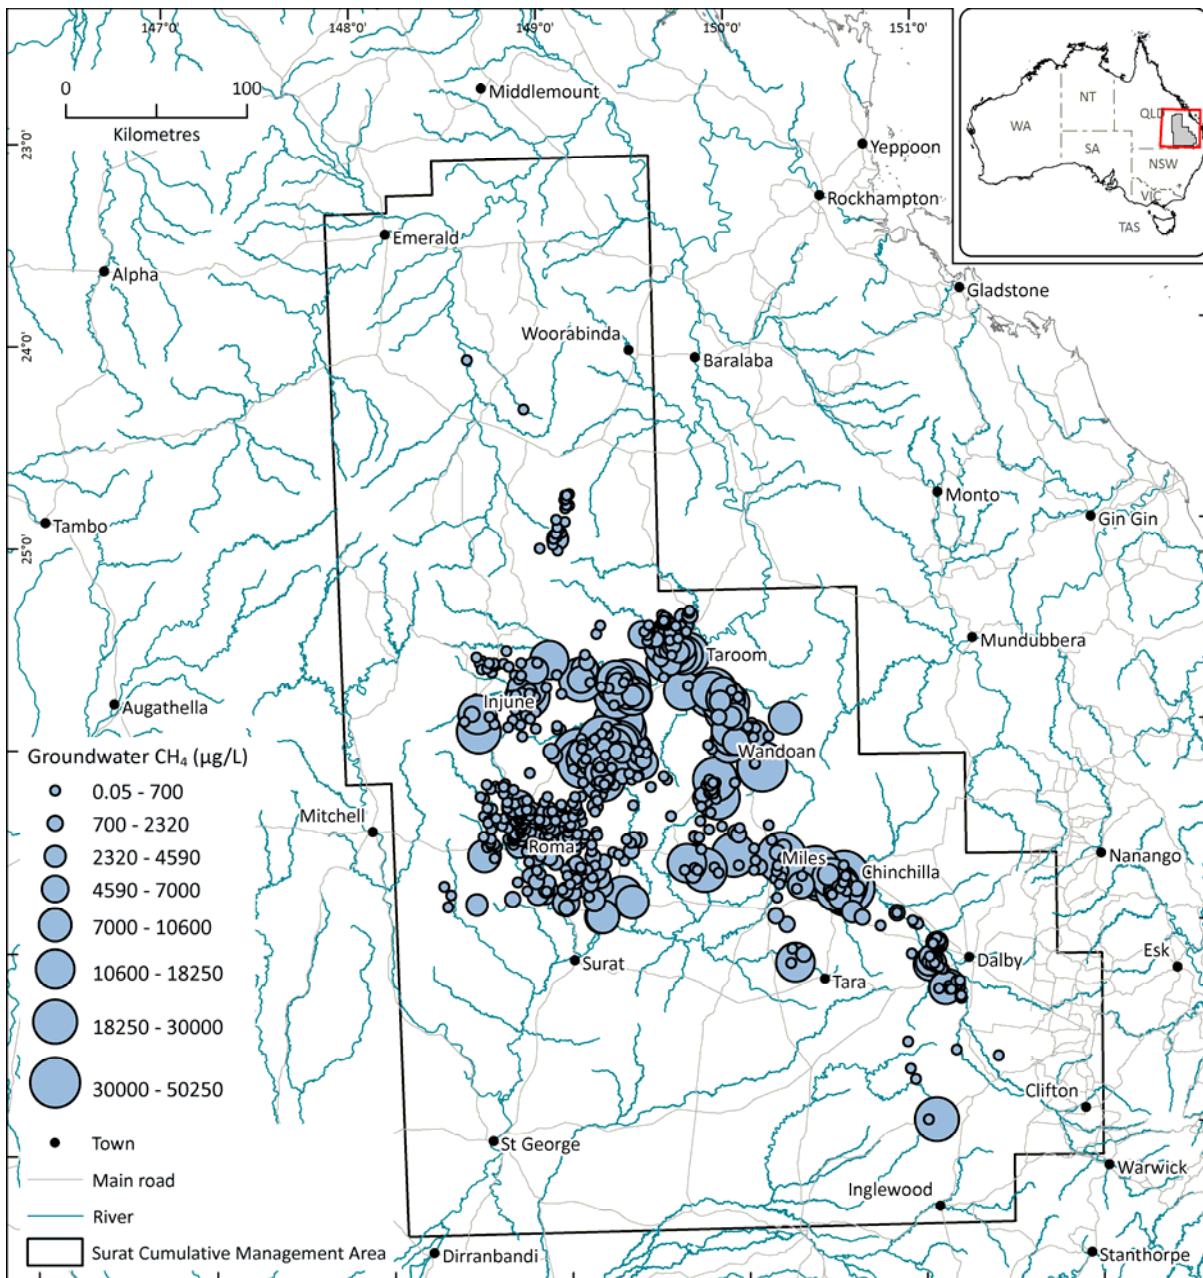 147°0'
148°0'
149°0'
150°0'
151°0'
0 100
Kilometres
Middlemount
23°0'
Yeppoon
Rockhampton
Emerald
Alpha
Gladstone
Woorabinda
24°0'
Baralaba
Monto
Gin Gin
Tambo
25°0'
Mundubbera
Taroom
Injune
Augathella
Wandoan
Groundwater CH₄ (µg/L)
0.05 - 700
700 - 2320
2320 - 4590
4590 - 7000
7000 - 10600
10600 - 18250
18250 - 30000
30000 - 50250
Town
Main road
River
Surat Cumulative Management Area
Mitchell
Roma
Miles
Chinchilla
Nanango
Surat
Tara
Dalby
Esk
Clifton
St George
Warwick
Inglewood
Dirranbandi
Stanthorpe
WA
NT
QLD
SA
NSW
VIC
TAS